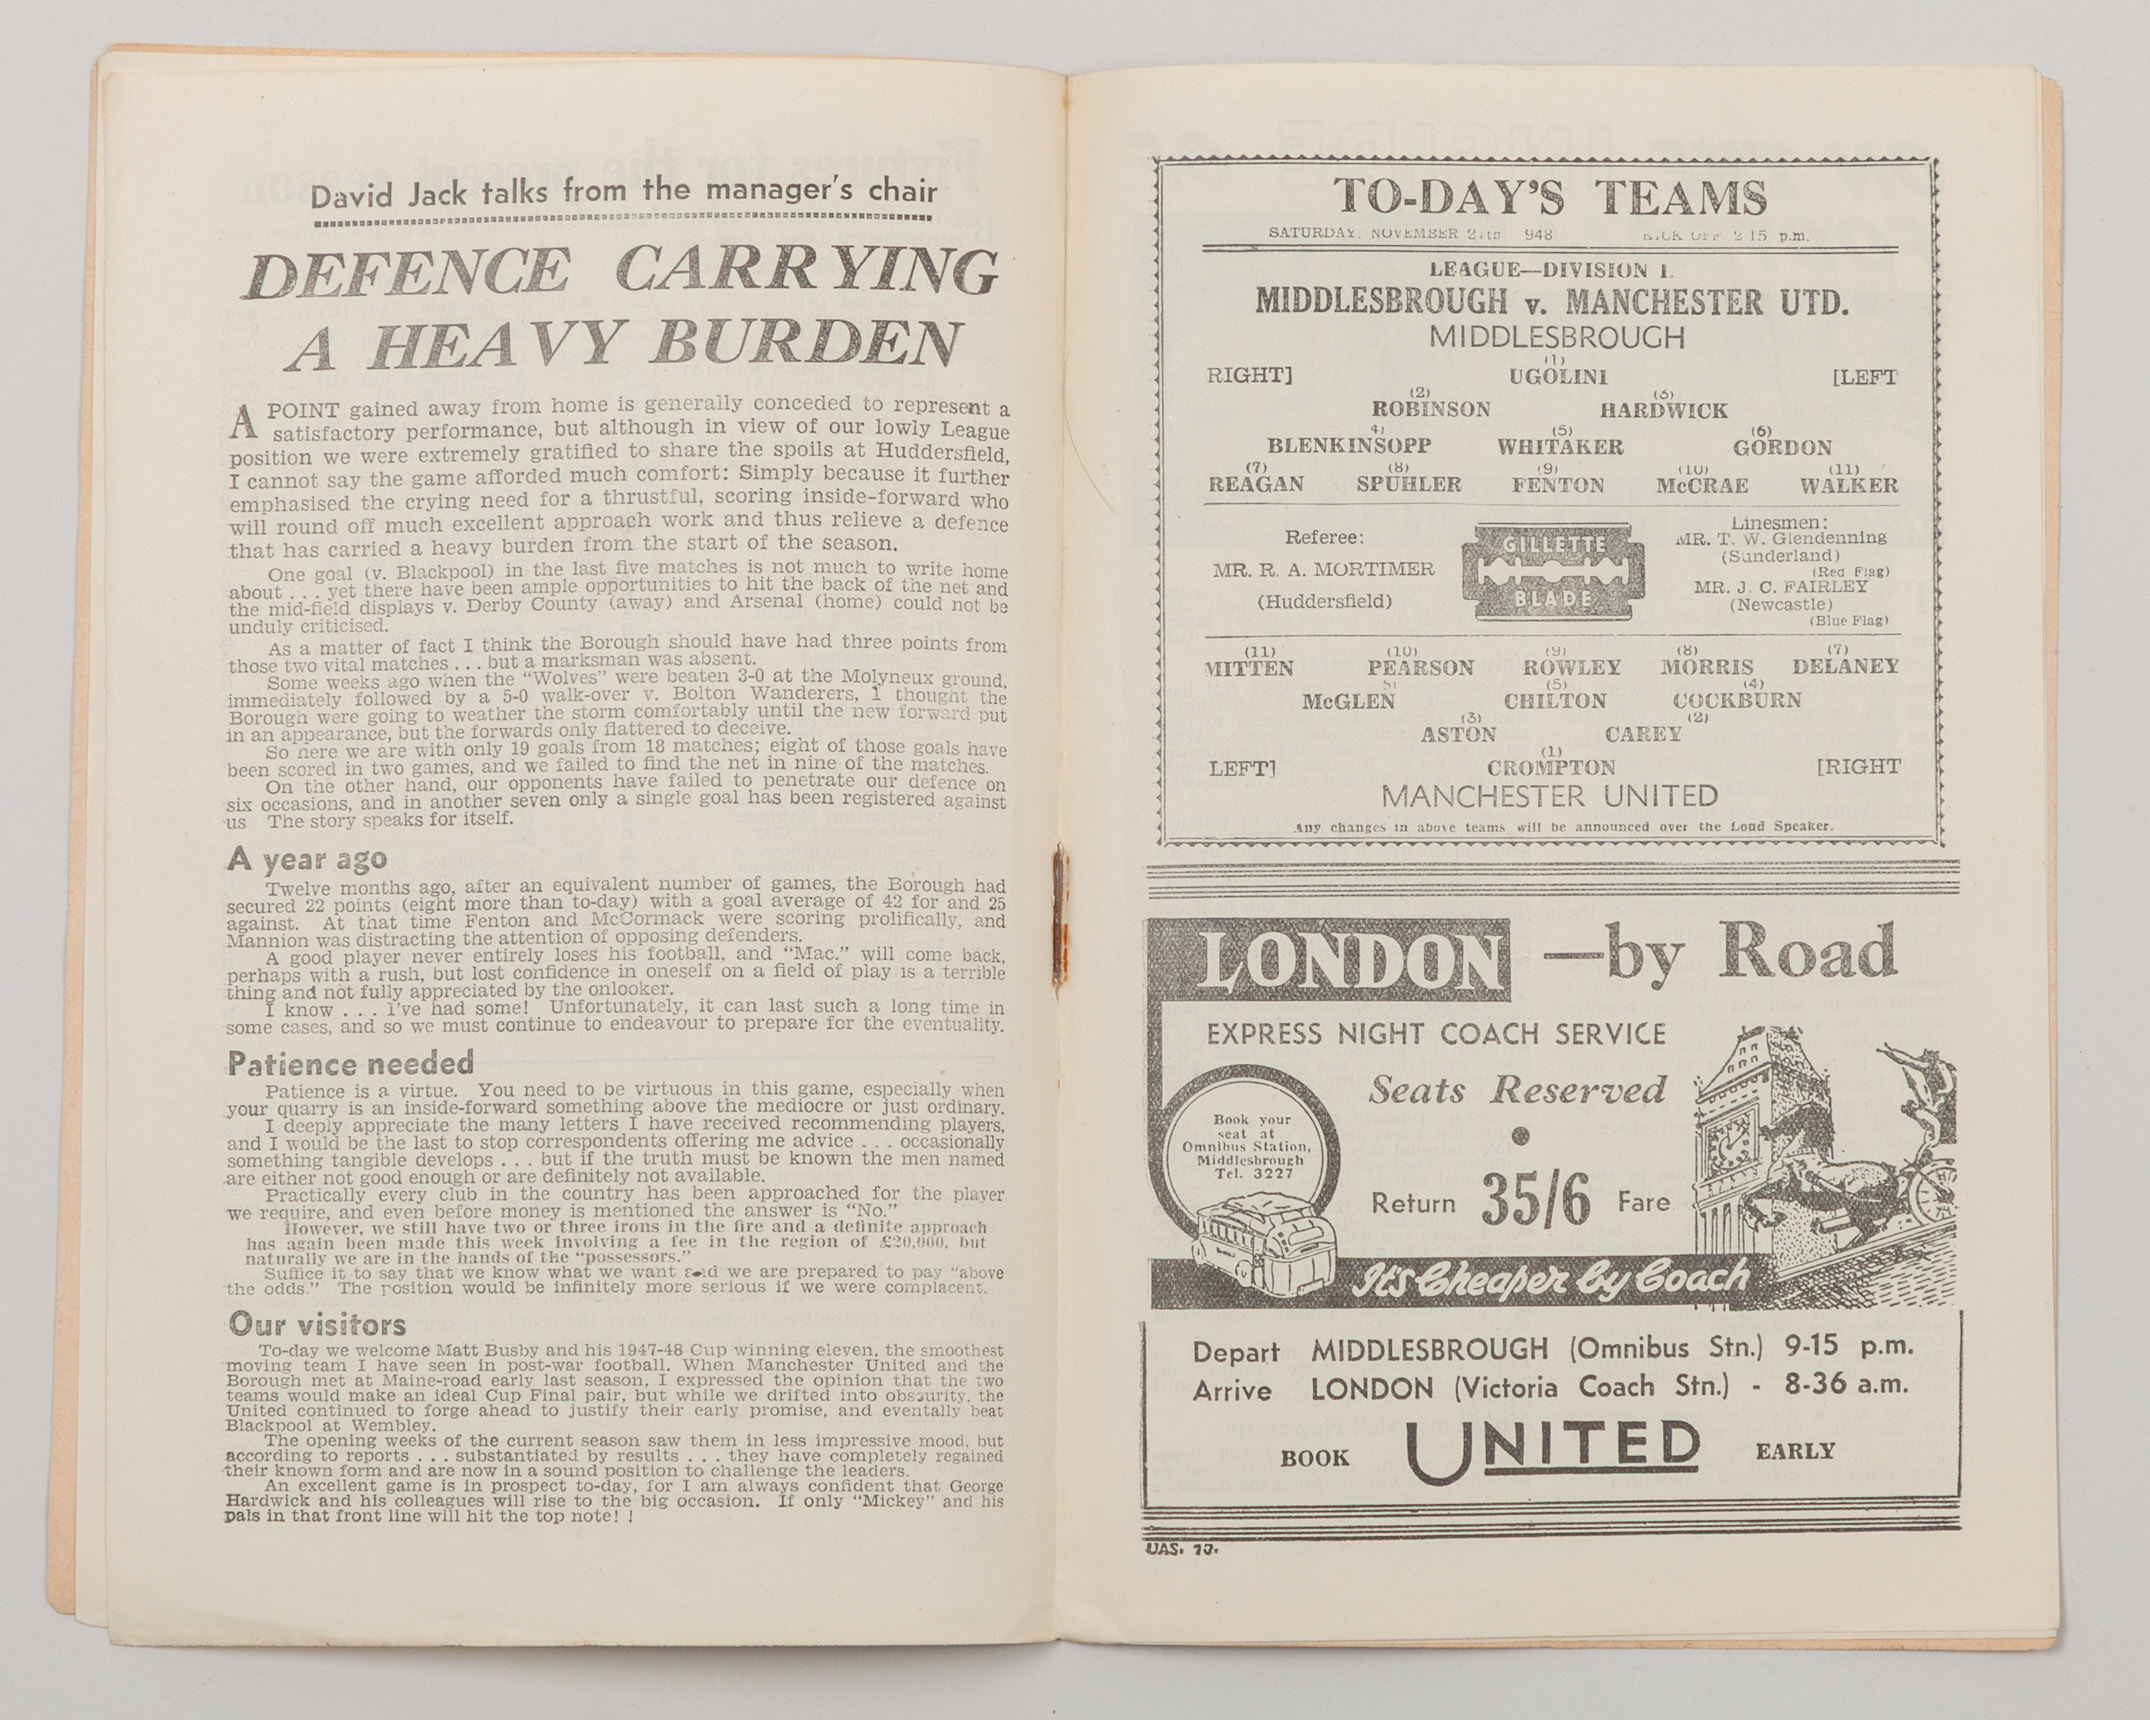 David Jack talks from the manager's chair
DEFENCE CARRYING
A HEAVY BURDEN
A POINT gained away from home is generally conceded to represent a
satisfactory performance, but although in view of our lowly League
position we were extremely gratified to share the spoils at Huddersfield,
I cannot say the game afforded much comfort: Simply because it further
emphasised the crying need for a thrustful, scoring inside-forward who
will round off much excellent approach work and thus relieve a defence
that has carried a heavy burden from the start of the season.
One goal (v. Blackpool) in the last five matches is not much to write home
about . . . yet there have been ample opportunities to hit the back of the net and
the mid-field displays v. Derby County (away) and Arsenal (home) could not be
unduly criticised.
As a matter of fact I think the Borough should have had three points from
those two vital matches . . . but a marksman was absent.
Some weeks ago when the "Wolves" were beaten 3-0 at the Molyneux ground,
immediately followed by a 5-0 walk-over v. Bolton Wanderers, I thought the
Borough were going to weather the storm comfortably until the new forward put
in an appearance, but the forwards only flattered to deceive.
So here we are with only 19 goals from 18 matches; eight of those goals have
been scored in two games, and we failed to find the net in nine of the matches.
On the other hand, our opponents have failed to penetrate our defence on
six occasions, and in another seven only a single goal has been registered against
us The story speaks for itself.
A year ago
Twelve months ago, after an equivalent number of games, the Borough had
secured 22 points (eight more than to-day) with a goal average of 42 for and 25
against. At that time Fenton and McCormack were scoring prolifically, and
Mannion was distracting the attention of opposing defenders.
A good player never entirely loses his football, and "Mac." will come back,
perhaps with a rush, but lost confidence in oneself on a field of play is a terrible
thing and not fully appreciated by the onlooker.
I know . . . I've had some! Unfortunately, it can last such a long time in
some cases, and so we must continue to endeavour to prepare for the eventuality.
Patience needed
Patience is a virtue. You need to be virtuous in this game, especially when
your quarry is an inside-forward something above the mediocre or just ordinary.
I deeply appreciate the many letters I have received recommending players,
and I would be the last to stop correspondents offering me advice . . . occasionally
something tangible develops . . . but if the truth must be known the men named
are either not good enough or are definitely not available.
Practically every club in the country has been approached for the player
we require, and even before money is mentioned the answer is "No."
However, we still have two or three irons in the fire and a definite approach
has again been made this week involving a fee in the region of £20,000, but
naturally we are in the hands of the "possessors."
Suffice it to say that we know what we want and we are prepared to pay "above
the odds." The position would be infinitely more serious if we were complacent.
Our visitors
To-day we welcome Matt Busby and his 1947-48 Cup winning eleven, the smoothest
moving team I have seen in post-war football. When Manchester United and the
Borough met at Maine-road early last season, I expressed the opinion that the two
teams would make an ideal Cup Final pair, but while we drifted into obscurity, the
United continued to forge ahead to justify their early promise, and eventally beat
Blackpool at Wembley.
The opening weeks of the current season saw them in less impressive mood, but
according to reports . . . substantiated by results . . . they have completely regained
their known form and are now in a sound position to challenge the leaders.
An excellent game is in prospect to-day, for I am always confident that George
Hardwick and his colleagues will rise to the big occasion. If only "Mickey" and his
pals in that front line will hit the top note! !
TO-DAY'S TEAMS
SATURDAY, NOVEMBER 27th 948 KICK OFF 2 15 p.m.
LEAGUE—DIVISION 1.
MIDDLESBROUGH v. MANCHESTER UTD.
MIDDLESBROUGH
(1)
RIGHT] UGOLINI [LEFT
(2) (3)
ROBINSON HARDWICK
4) (5) (6)
BLENKINSOPP WHITAKER GORDON
(7) (8) (9) (10) (11)
REAGAN SPUHLER FENTON McCRAE WALKER
Referee:
MR. R. A. MORTIMER
(Huddersfield)
GILLETTE
BLADE
Linesmen:
MR. T. W. Glendenning
(Sunderland)
(Red Flag)
MR. J. C. FAIRLEY
(Newcastle)
(Blue Flag)
(11) (10) (9) (8) (7)
MITTEN PEARSON ROWLEY MORRIS DELANEY
(5) (4)
McGLEN CHILTON COCKBURN
(3) (2)
ASTON CAREY
(1)
LEFT] CROMPTON [RIGHT
MANCHESTER UNITED
Any changes in above teams will be announced over the Loud Speaker.
LONDON —by Road
EXPRESS NIGHT COACH SERVICE
Seats Reserved
Book your
seat at
Omnibus Station,
Middlesbrough
Tel. 3227
Return 35/6 Fare
It's Cheaper by Coach
Depart MIDDLESBROUGH (Omnibus Stn.) 9-15 p.m.
Arrive LONDON (Victoria Coach Stn.) - 8-36 a.m.
BOOK UNITED EARLY
UAS.